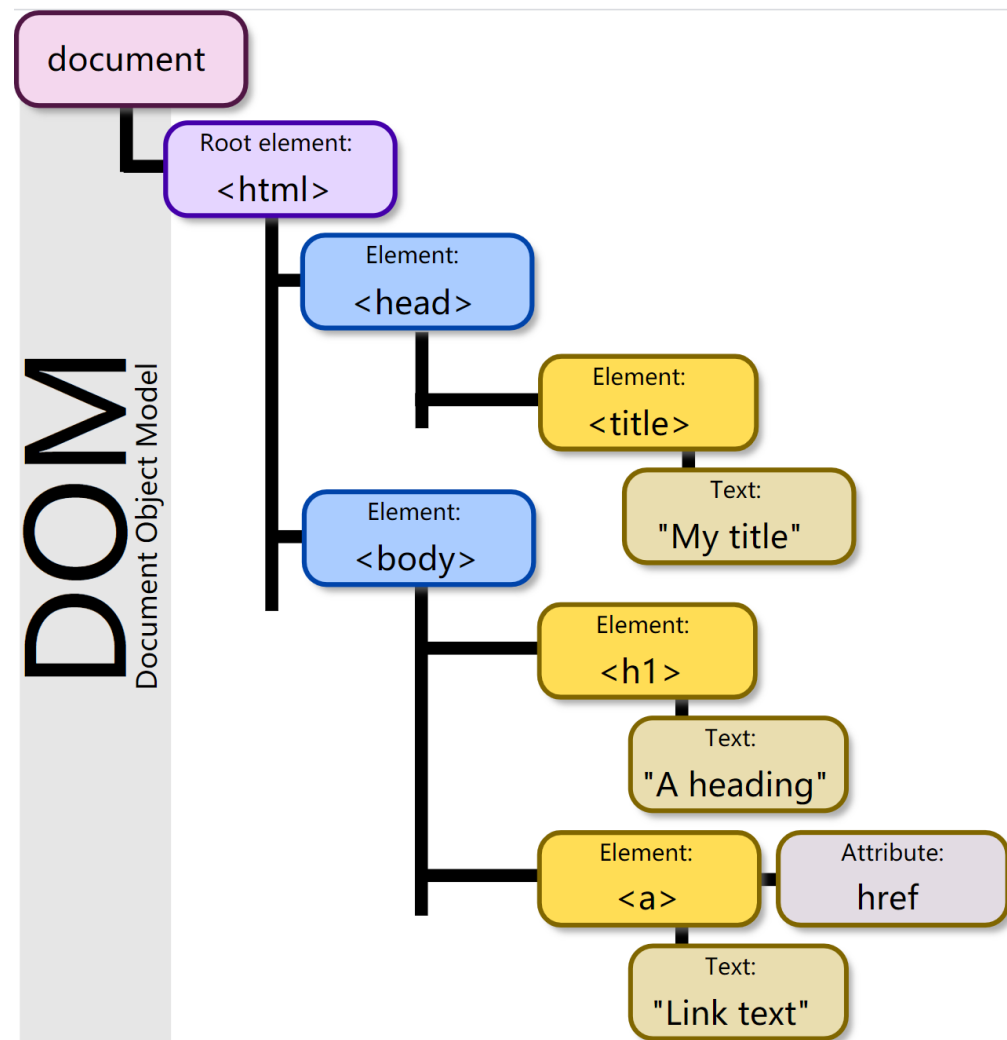 document
Root element:
<html>
Element:
<head>
Element:
<title>
Text:
"My title"
DOM
Document Object Model
Element:
<body>
Element:
<h1>
Text:
"A heading"
Element:
<a>
Attribute:
href
Text:
"Link text"